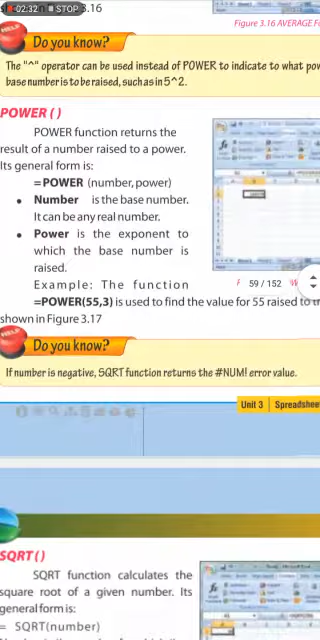 02:32 STOP 3.16
Figure 3.16 AVERAGE F
HELP
Do you know?
The "^" operator can be used instead of POWER to indicate to what pow
base number is to be raised, such as in 5^2.
POWER ( )
POWER function returns the
result of a number raised to a power.
Its general form is:
=POWER (number,power)
• Number is the base number.
It can be any real number.
• Power is the exponent to
which the base number is
raised.
Example: The function
F 59 / 152
=POWER(55,3) is used to find the value for 55 raised to
shown in Figure 3.17
HELP
Do you know?
If number is negative, SQRT function returns the #NUM! error value.
Unit 3 Spreadshee
SQRT ( )
SQRT function calculates the
square root of a given number. Its
general form is:
= SQRT(number)